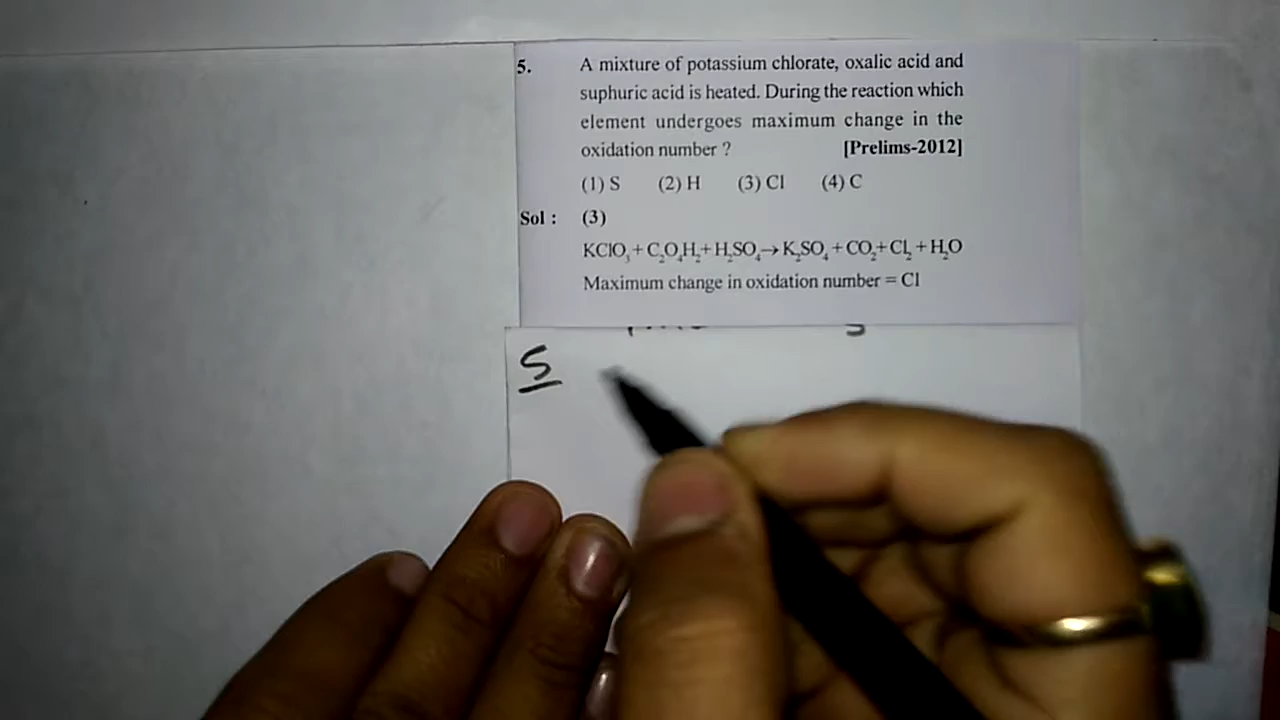 5. A mixture of potassium chlorate, oxalic acid and
suphuric acid is heated. During the reaction which
element undergoes maximum change in the
oxidation number ? [Prelims-2012]
(1) S (2) H (3) Cl (4) C
Sol : (3)
KClO₃ + C₂O₄H₂ + H₂SO₄ → K₂SO₄ + CO₂ + Cl₂ + H₂O
Maximum change in oxidation number = Cl
5